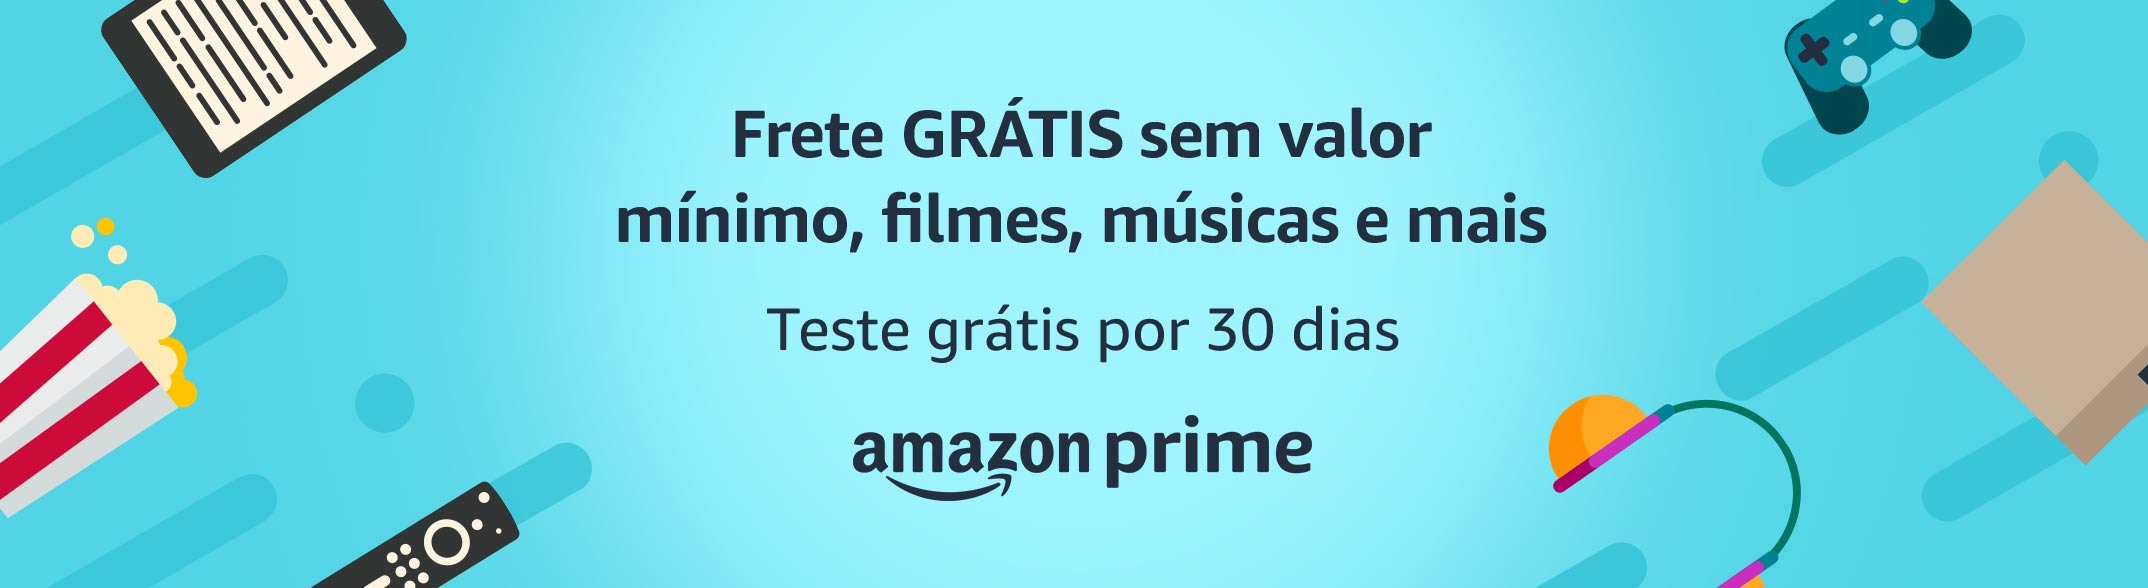 Frete GRÁTIS sem valor
mínimo, filmes, músicas e mais
Teste grátis por 30 dias
amazon prime